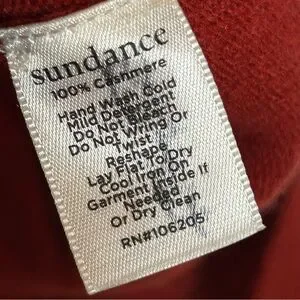 sundance
100% Cashmere
Hand Wash Cold
Mild Detergent
Do Not Bleach
Do Not Wring Or
Twist
Reshape
Lay Flat To Dry
Cool Iron On
Garment Inside If
Needed
Or Dry Clean
RN#106205